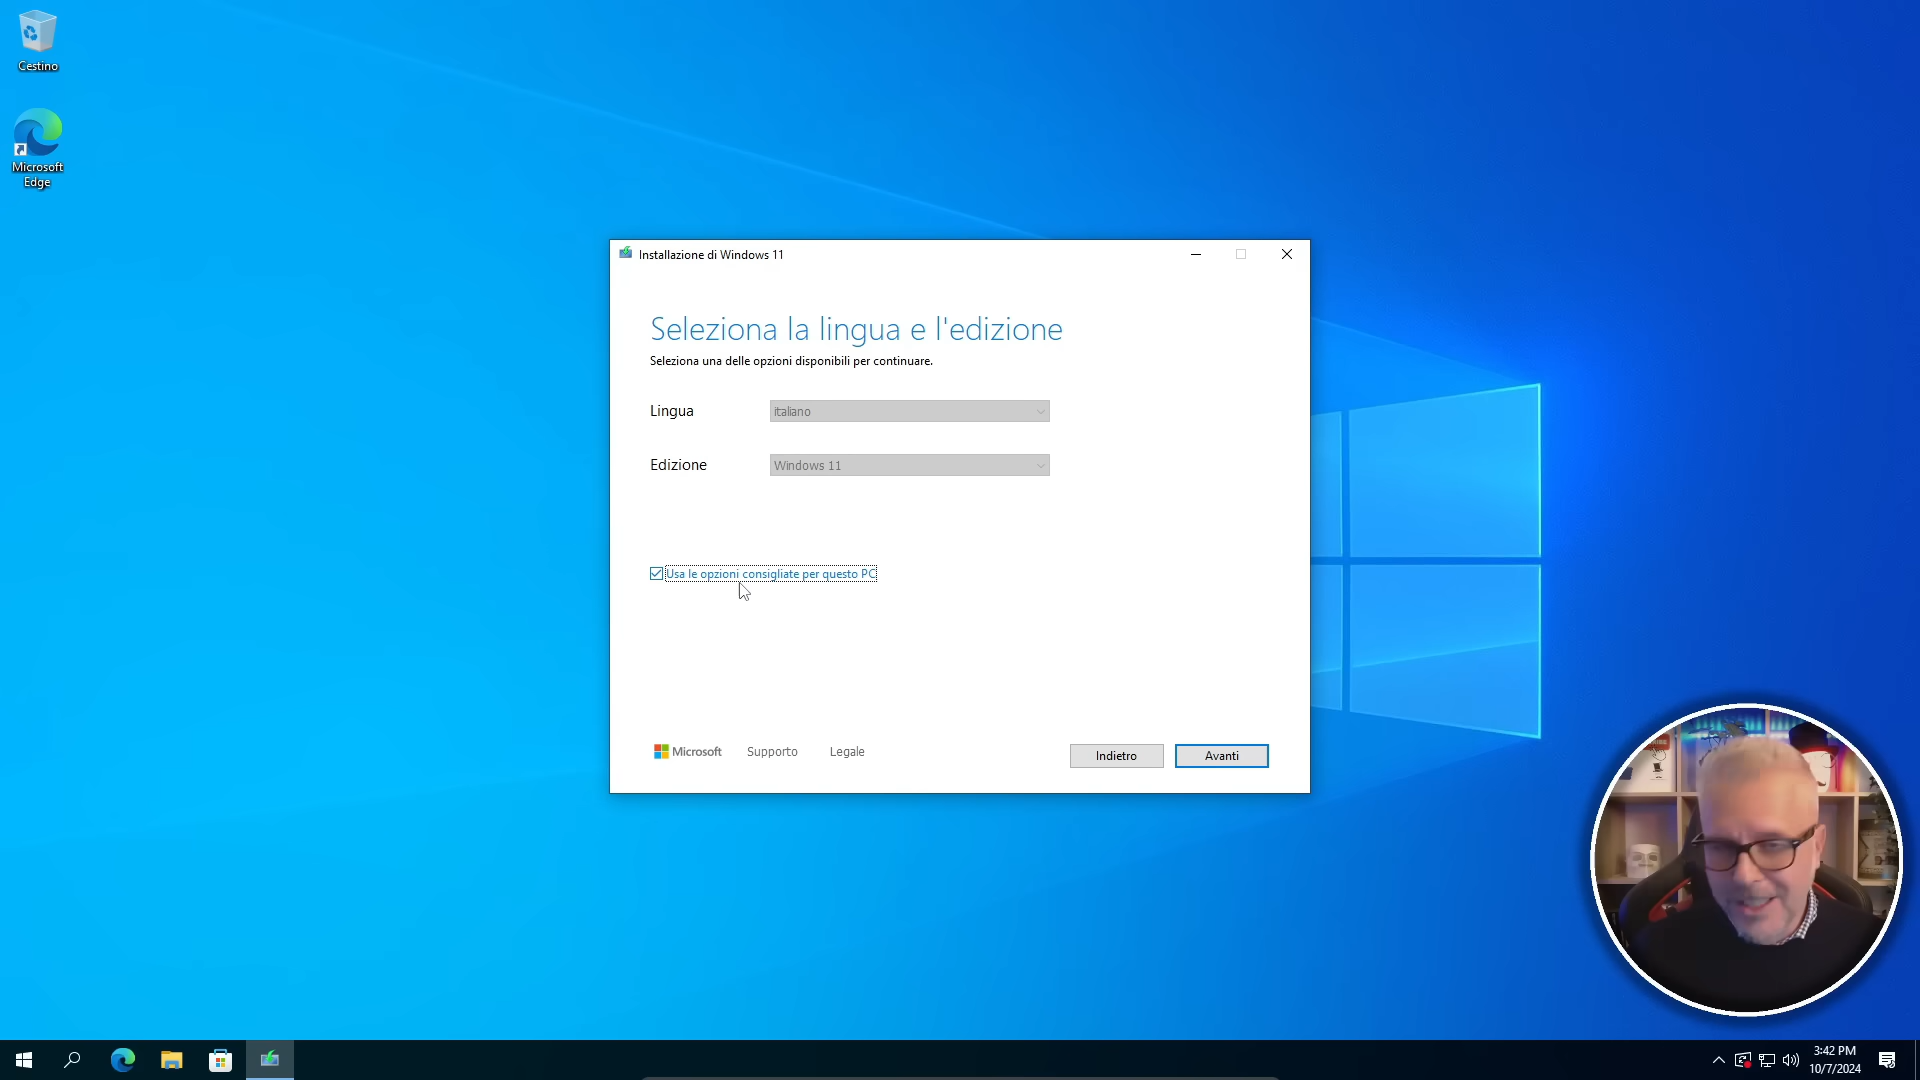 Cestino
Microsoft
Edge
Installazione di Windows 11
Seleziona la lingua e l'edizione
Seleziona una delle opzioni disponibili per continuare.
Lingua
italiano
Edizione
Windows 11
Usa le opzioni consigliate per questo PC
Microsoft
Supporto
Legale
Indietro
Avanti
3:42 PM
10/7/2024